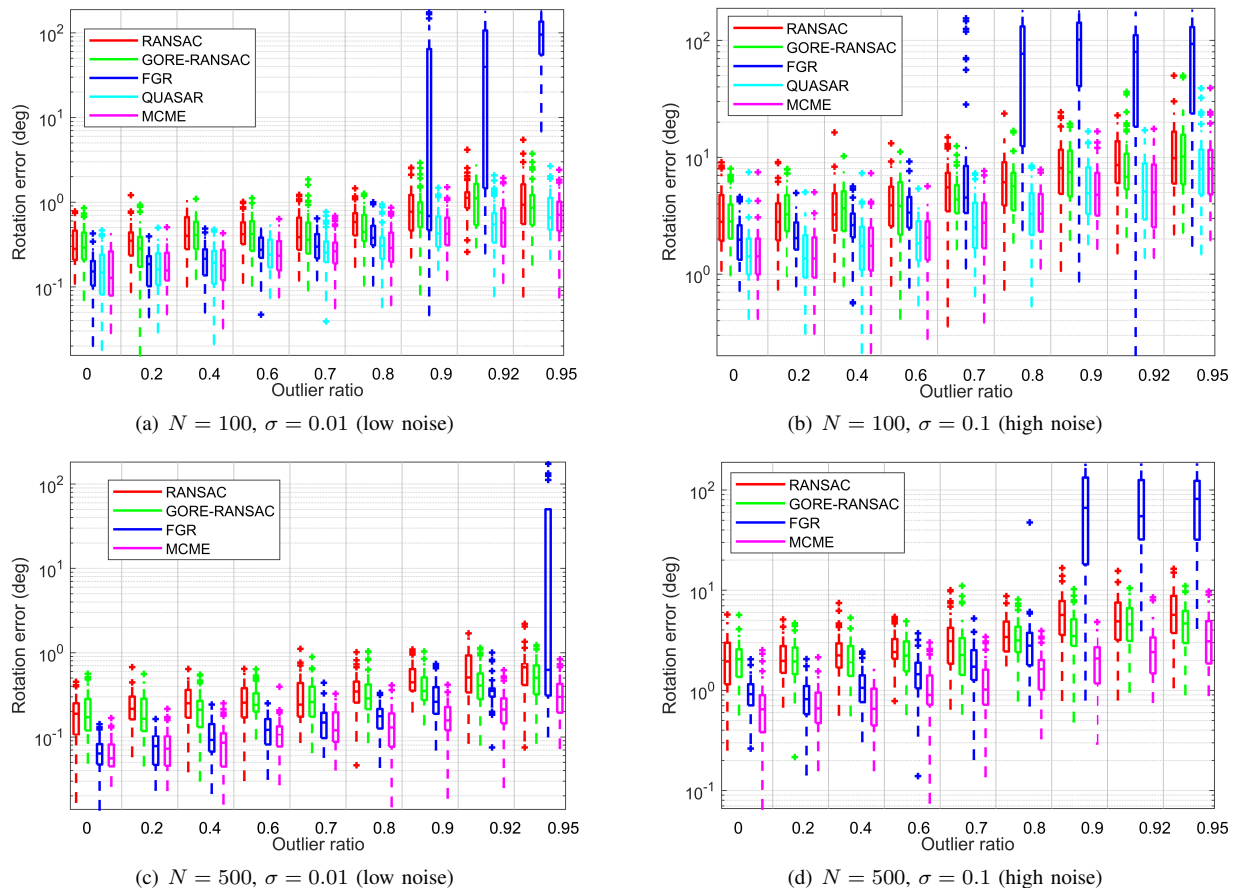 10^2
10^1
10^0
10^-1
Rotation error (deg)
RANSAC
GORE-RANSAC
FGR
QUASAR
MCME
0 0.2 0.4 0.6 0.7 0.8 0.9 0.92 0.95
Outlier ratio
(a) N = 100, σ = 0.01 (low noise)
10^2
10^1
10^0
Rotation error (deg)
RANSAC
GORE-RANSAC
FGR
QUASAR
MCME
0 0.2 0.4 0.6 0.7 0.8 0.9 0.92 0.95
Outlier ratio
(b) N = 100, σ = 0.1 (high noise)
10^2
10^1
10^0
10^-1
Rotation error (deg)
RANSAC
GORE-RANSAC
FGR
MCME
0 0.2 0.4 0.6 0.7 0.8 0.9 0.92 0.95
Outlier ratio
(c) N = 500, σ = 0.01 (low noise)
10^2
10^1
10^0
10^-1
Rotation error (deg)
RANSAC
GORE-RANSAC
FGR
MCME
0 0.2 0.4 0.6 0.7 0.8 0.9 0.92 0.95
Outlier ratio
(d) N = 500, σ = 0.1 (high noise)